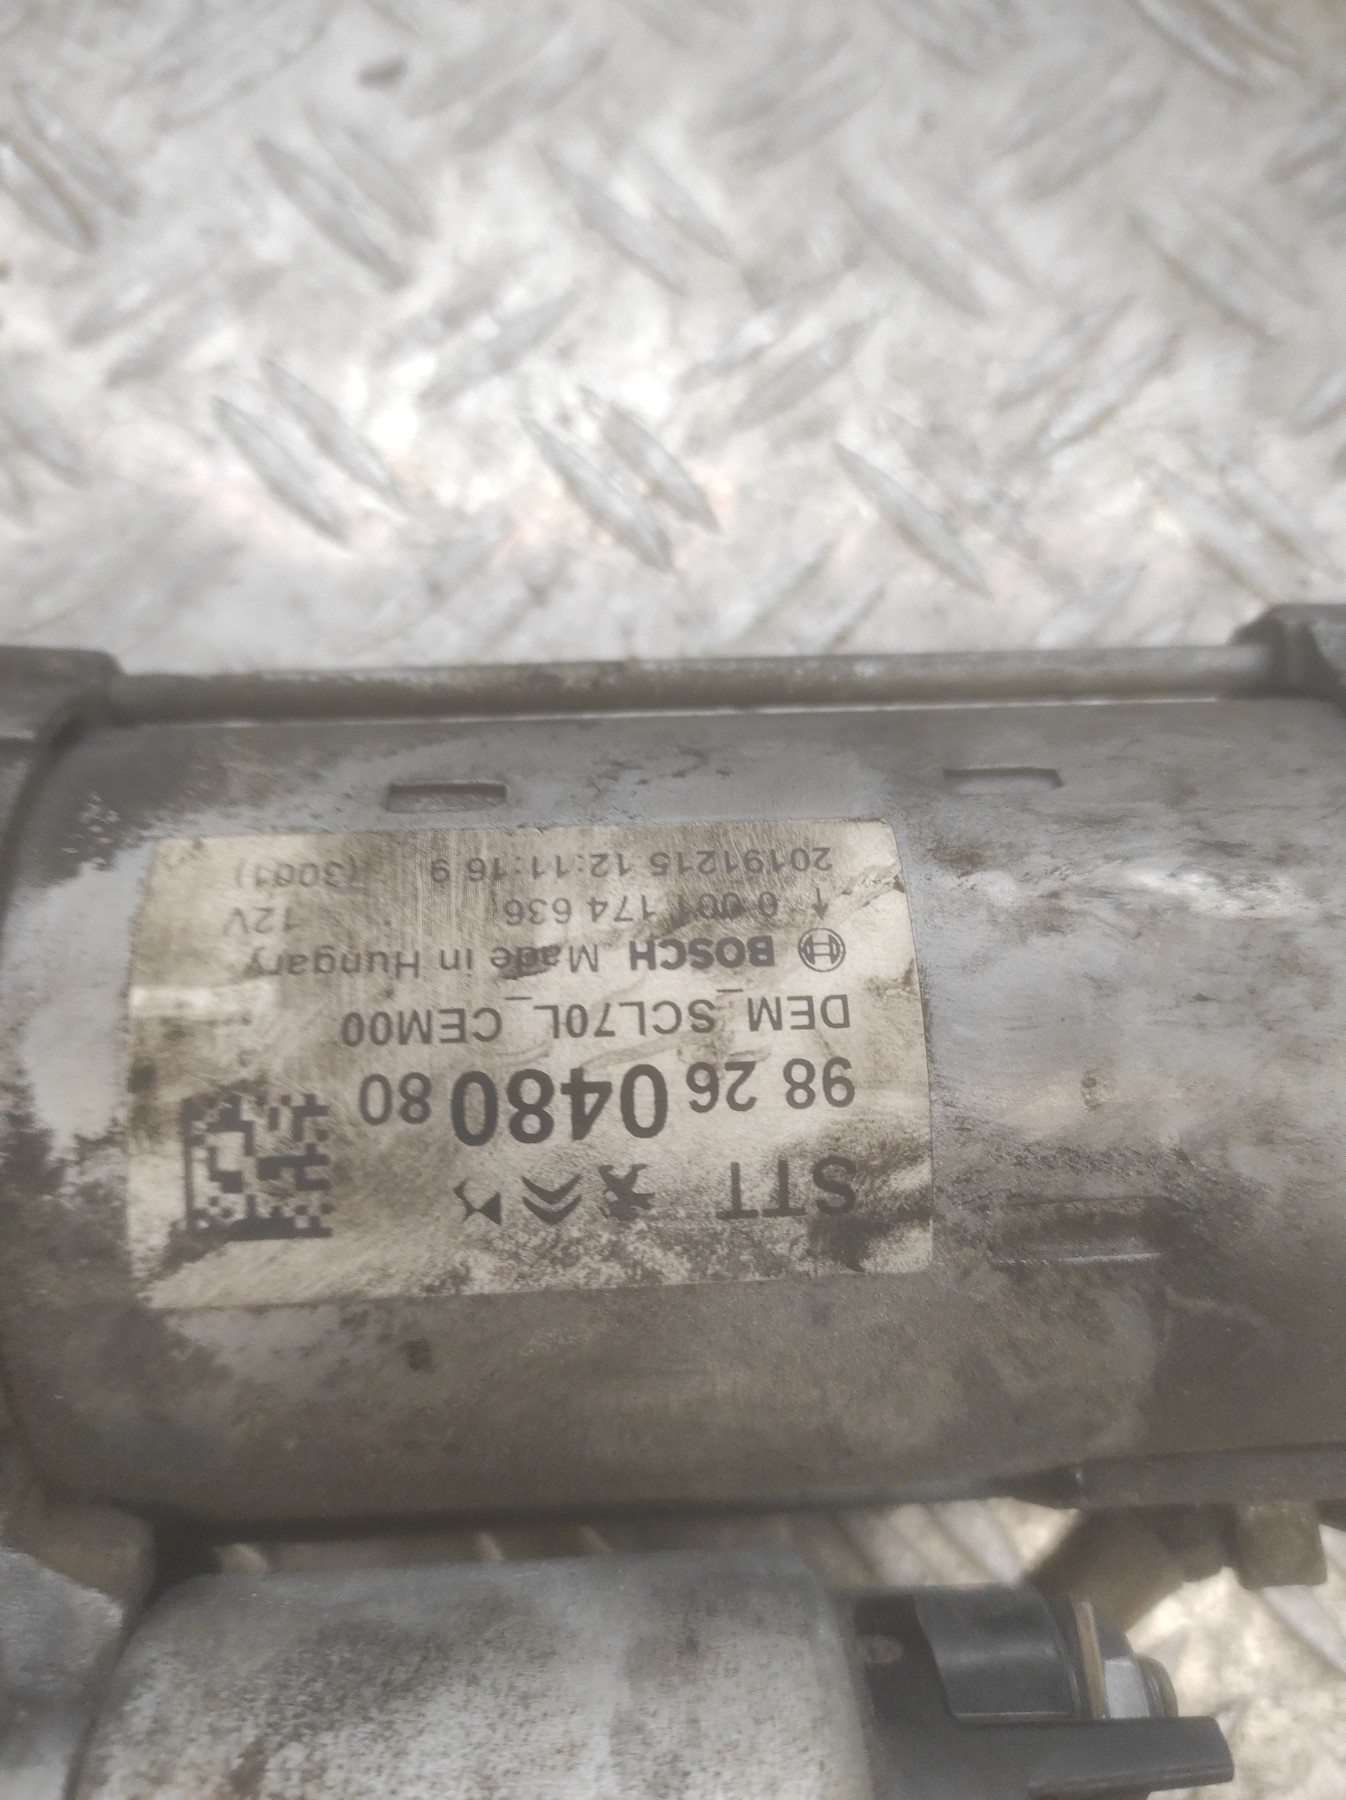 STT
98 26 0480 80
DEM_SCL70L_CEM00
BOSCH Made in Hungary
0 001 174 636 12V
20191215 12:11:16 9 (3001)